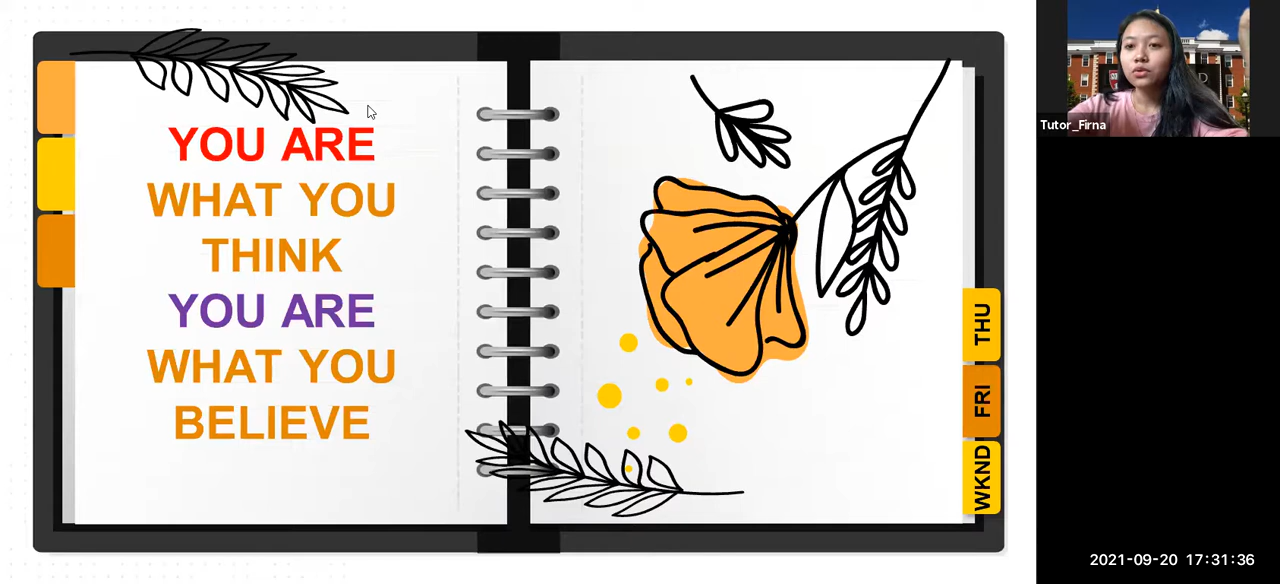 YOU ARE
WHAT YOU
THINK
YOU ARE
WHAT YOU
BELIEVE
THU
FRI
WKND
Tutor_Firna
2021-09-20 17:31:36